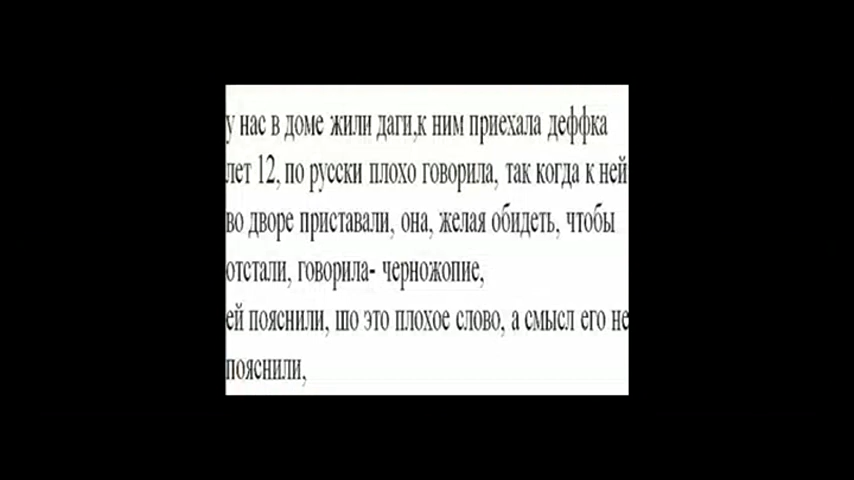 у нас в доме жили даги,к ним приехала деффка
лет 12, по русски плохо говорила, так когда к ней
во дворе приставали, она, желая обидеть, чтобы
отстали, говорила- черножопие,
ей пояснили, шо это плохое слово, а смысл его не
пояснили,